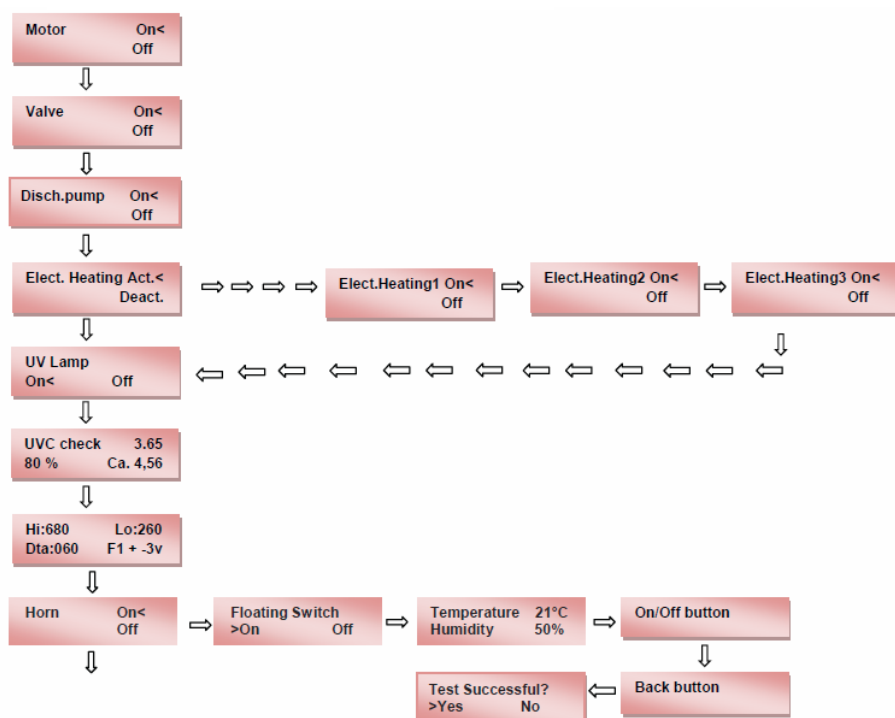 Motor On<
Off
Valve On<
Off
Disch.pump On<
Off
Elect. Heating Act.<
Deact.
Elect.Heating1 On<
Off
Elect.Heating2 On<
Off
Elect.Heating3 On<
Off
UV Lamp
On< Off
UVC check 3.65
80 % Ca. 4,56
Hi:680 Lo:260
Dta:060 F1 + -3v
Horn On<
Off
Floating Switch
>On Off
Temperature 21°C
Humidity 50%
On/Off button
Back button
Test Successful?
>Yes No